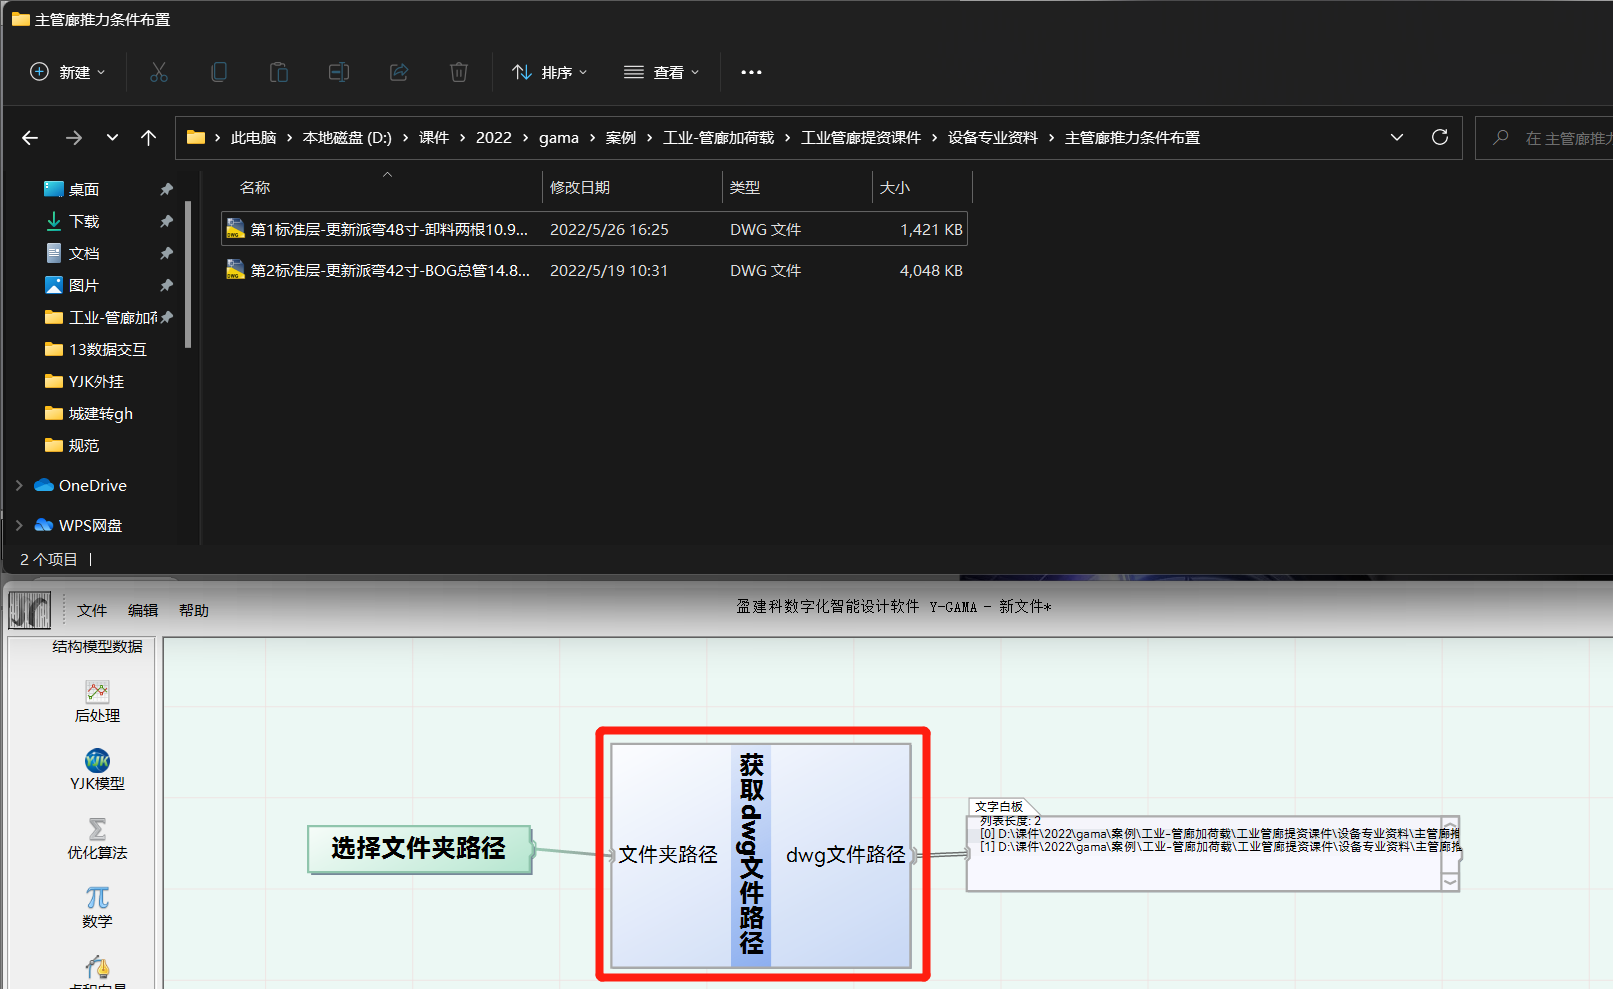 主管廊推力条件布置
新建
排序
查看
此电脑 > 本地磁盘 (D:) > 课件 > 2022 > gama > 案例 > 工业-管廊加荷载 > 工业管廊提资课件 > 设备专业资料 > 主管廊推力条件布置
在 主管廊推
名称 修改日期 类型 大小
第1标准层-更新派弯48寸-卸料两根10.9... 2022/5/26 16:25 DWG 文件 1,421 KB
第2标准层-更新派弯42寸-BOG总管14.8... 2022/5/19 10:31 DWG 文件 4,048 KB
桌面
下载
文档
图片
工业-管廊加
13数据交互
YJK外挂
城建转gh
规范
OneDrive
WPS网盘
2 个项目
文件 编辑 帮助
盈建科数字化智能设计软件 Y-GAMA - 新文件*
结构模型数据
后处理
YJK模型
优化算法
数学
选择文件夹路径
文件夹路径
获取dwg文件路径
dwg文件路径
文字白板
列表长度: 2
[0] D:\课件\2022\gama\案例\工业-管廊加荷载\工业管廊提资课件\设备专业资料\主管廊推
[1] D:\课件\2022\gama\案例\工业-管廊加荷载\工业管廊提资课件\设备专业资料\主管廊推